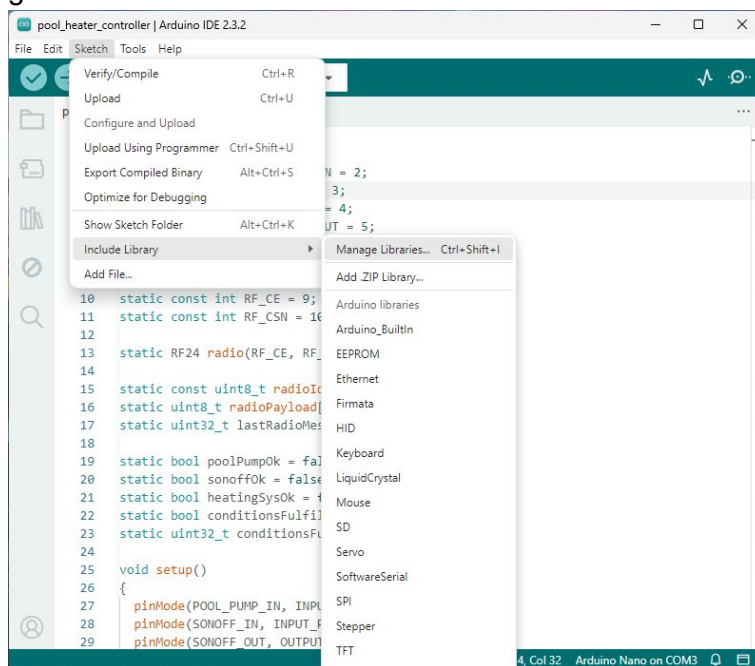 pool_heater_controller | Arduino IDE 2.3.2
File Edit Sketch Tools Help
Verify/Compile Ctrl+R
Upload Ctrl+U
Configure and Upload
Upload Using Programmer Ctrl+Shift+U
Export Compiled Binary Alt+Ctrl+S
Optimize for Debugging
Show Sketch Folder Alt+Ctrl+K
Include Library
Add File...
N = 2;
3;
= 4;
UT = 5;
Manage Libraries... Ctrl+Shift+I
Add .ZIP Library...
Arduino libraries
Arduino_BuiltIn
EEPROM
Ethernet
Firmata
HID
Keyboard
LiquidCrystal
Mouse
SD
Servo
SoftwareSerial
SPI
Stepper
TFT
10 static const int RF_CE = 9;
11 static const int RF_CSN = 10
12
13 static RF24 radio(RF_CE, RF_
14
15 static const uint8_t radioId
16 static uint8_t radioPayload[
17 static uint32_t lastRadioMes
18
19 static bool poolPumpOk = fal
20 static bool sonoffOk = false
21 static bool heatingSysOk = f
22 static bool conditionsFulfil
23 static uint32_t conditionsFu
24
25 void setup()
26 {
27 pinMode(POOL_PUMP_IN, INPU
28 pinMode(SONOFF_IN, INPUT_P
29 pinMode(SONOFF_OUT, OUTPUT
4, Col 32 Arduino Nano on COM3